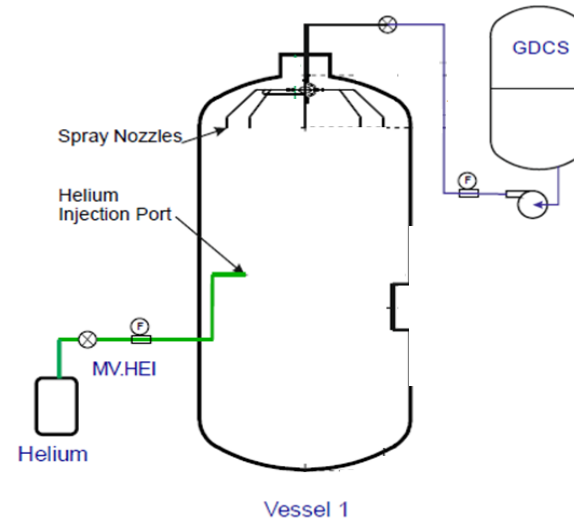 GDCS
Spray Nozzles
Helium
Injection Port
F
F
MV.HEI
Helium
Vessel 1